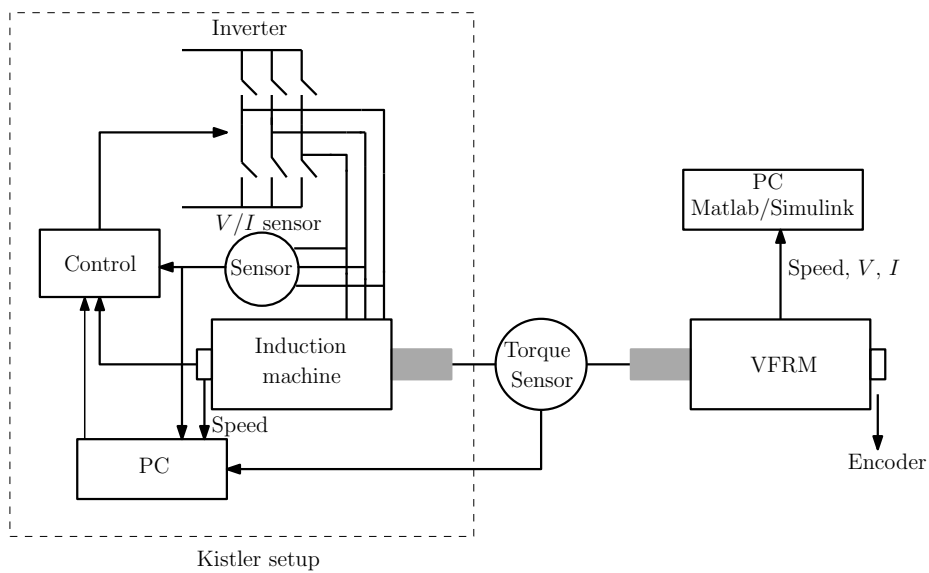 Inverter
V/I sensor
Control
Sensor
Induction
machine
Speed
PC
Kistler setup
Torque
Sensor
PC
Matlab/Simulink
Speed, V, I
VFRM
Encoder